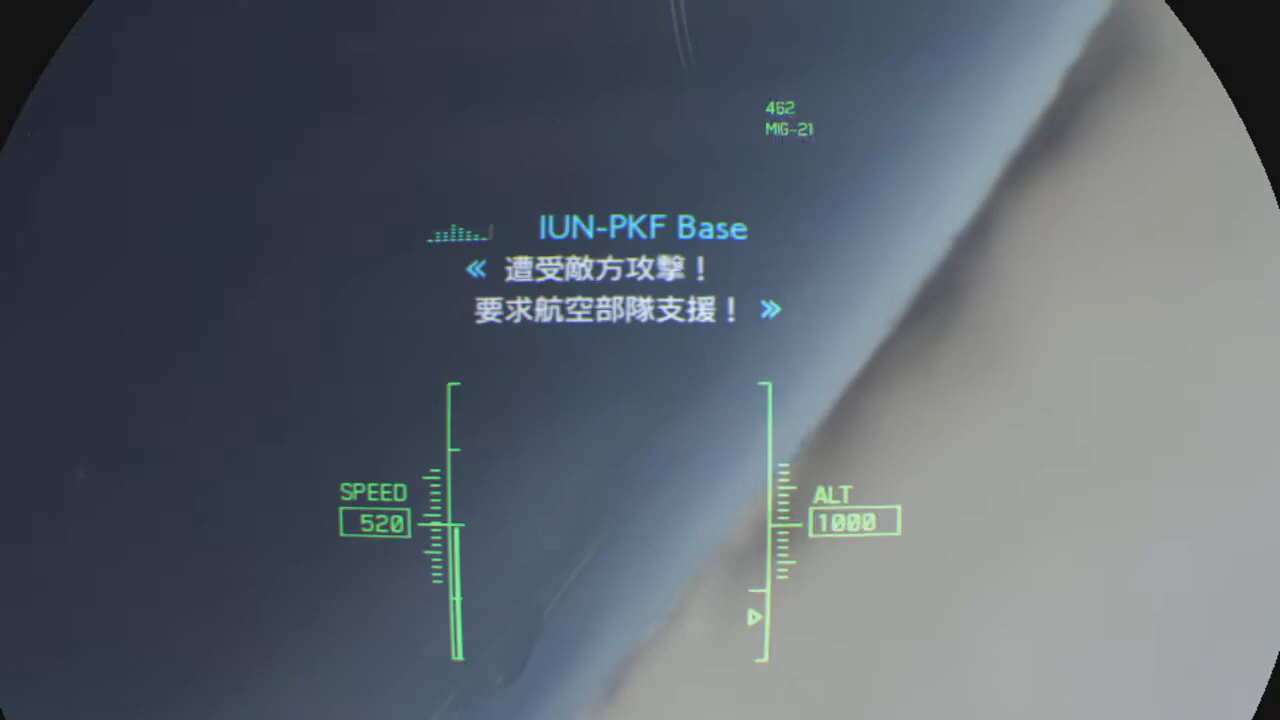 462
MIG-21
IUN-PKF Base
« 遭受敵方攻擊！
要求航空部隊支援！ »
SPEED
520
ALT
1000